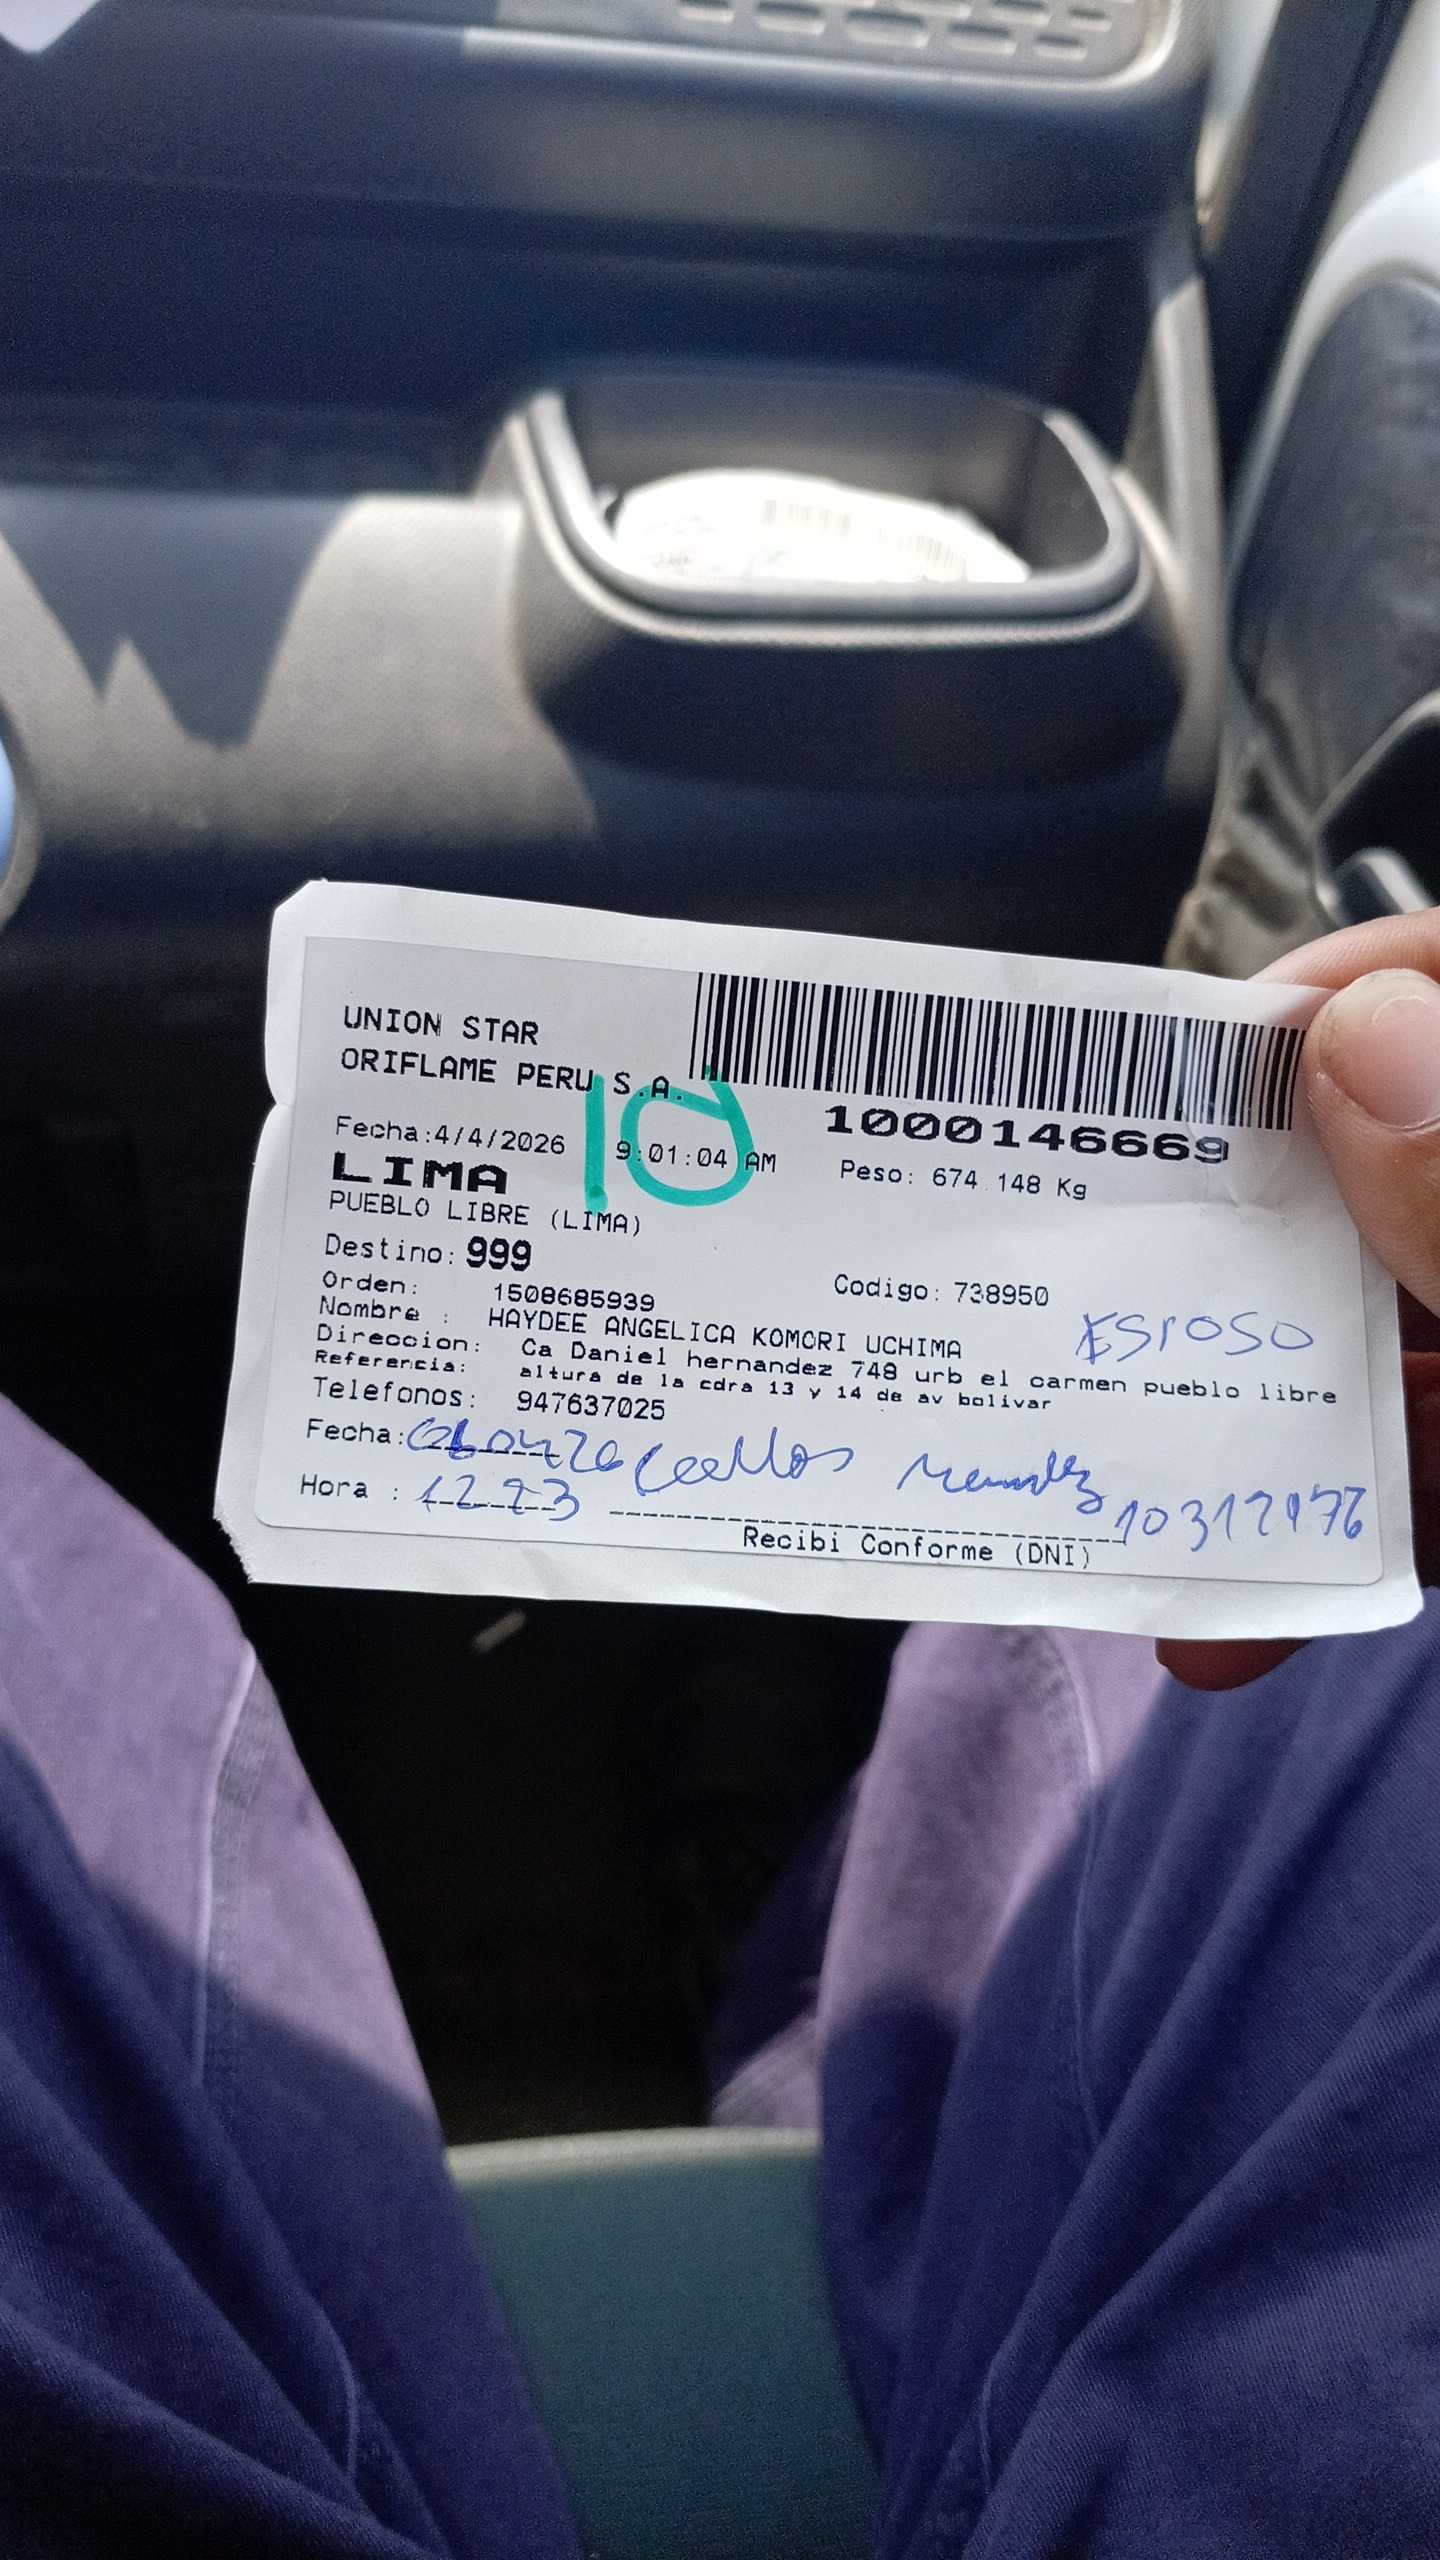 UNION STAR
ORIFLAME PERU S.A.
10
1000146669
Fecha:4/4/2026 9:01:04 AM
Peso: 674.148 Kg
LIMA
PUEBLO LIBRE (LIMA)
Destino: 999
Codigo: 738950
Orden: 1508685939
Nombre : HAYDEE ANGELICA KOMORI UCHIMA
Esposo
Direccion: Ca Daniel hernandez 748 urb el carmen pueblo libre
Referencia: altura de la cdra 13 y 14 de av bolivar
Telefonos: 947637025
Fecha:
Hora : 12 23
Recibi Conforme (DNI)